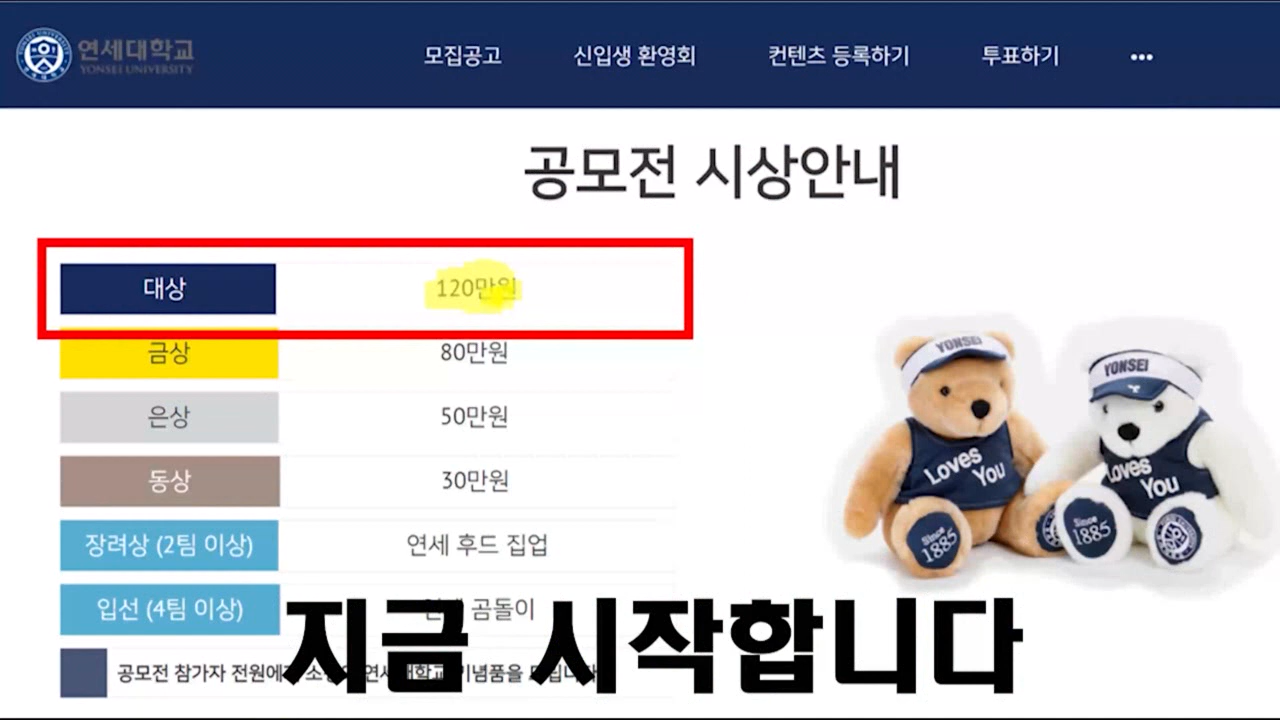 연세대학교
YONSEI UNIVERSITY
모집공고 신입생 환영회 컨텐츠 등록하기 투표하기 •••
공모전 시상안내
대상 120만원
금상 80만원
은상 50만원
동상 30만원
장려상 (2팀 이상) 연세 후드 집업
입선 (4팀 이상) 곰돌이
공모전 참가자 전원에
지금 시작합니다
YONSEI
Loves
You
Since
1885
YONSEI
Loves
You
Since
1885